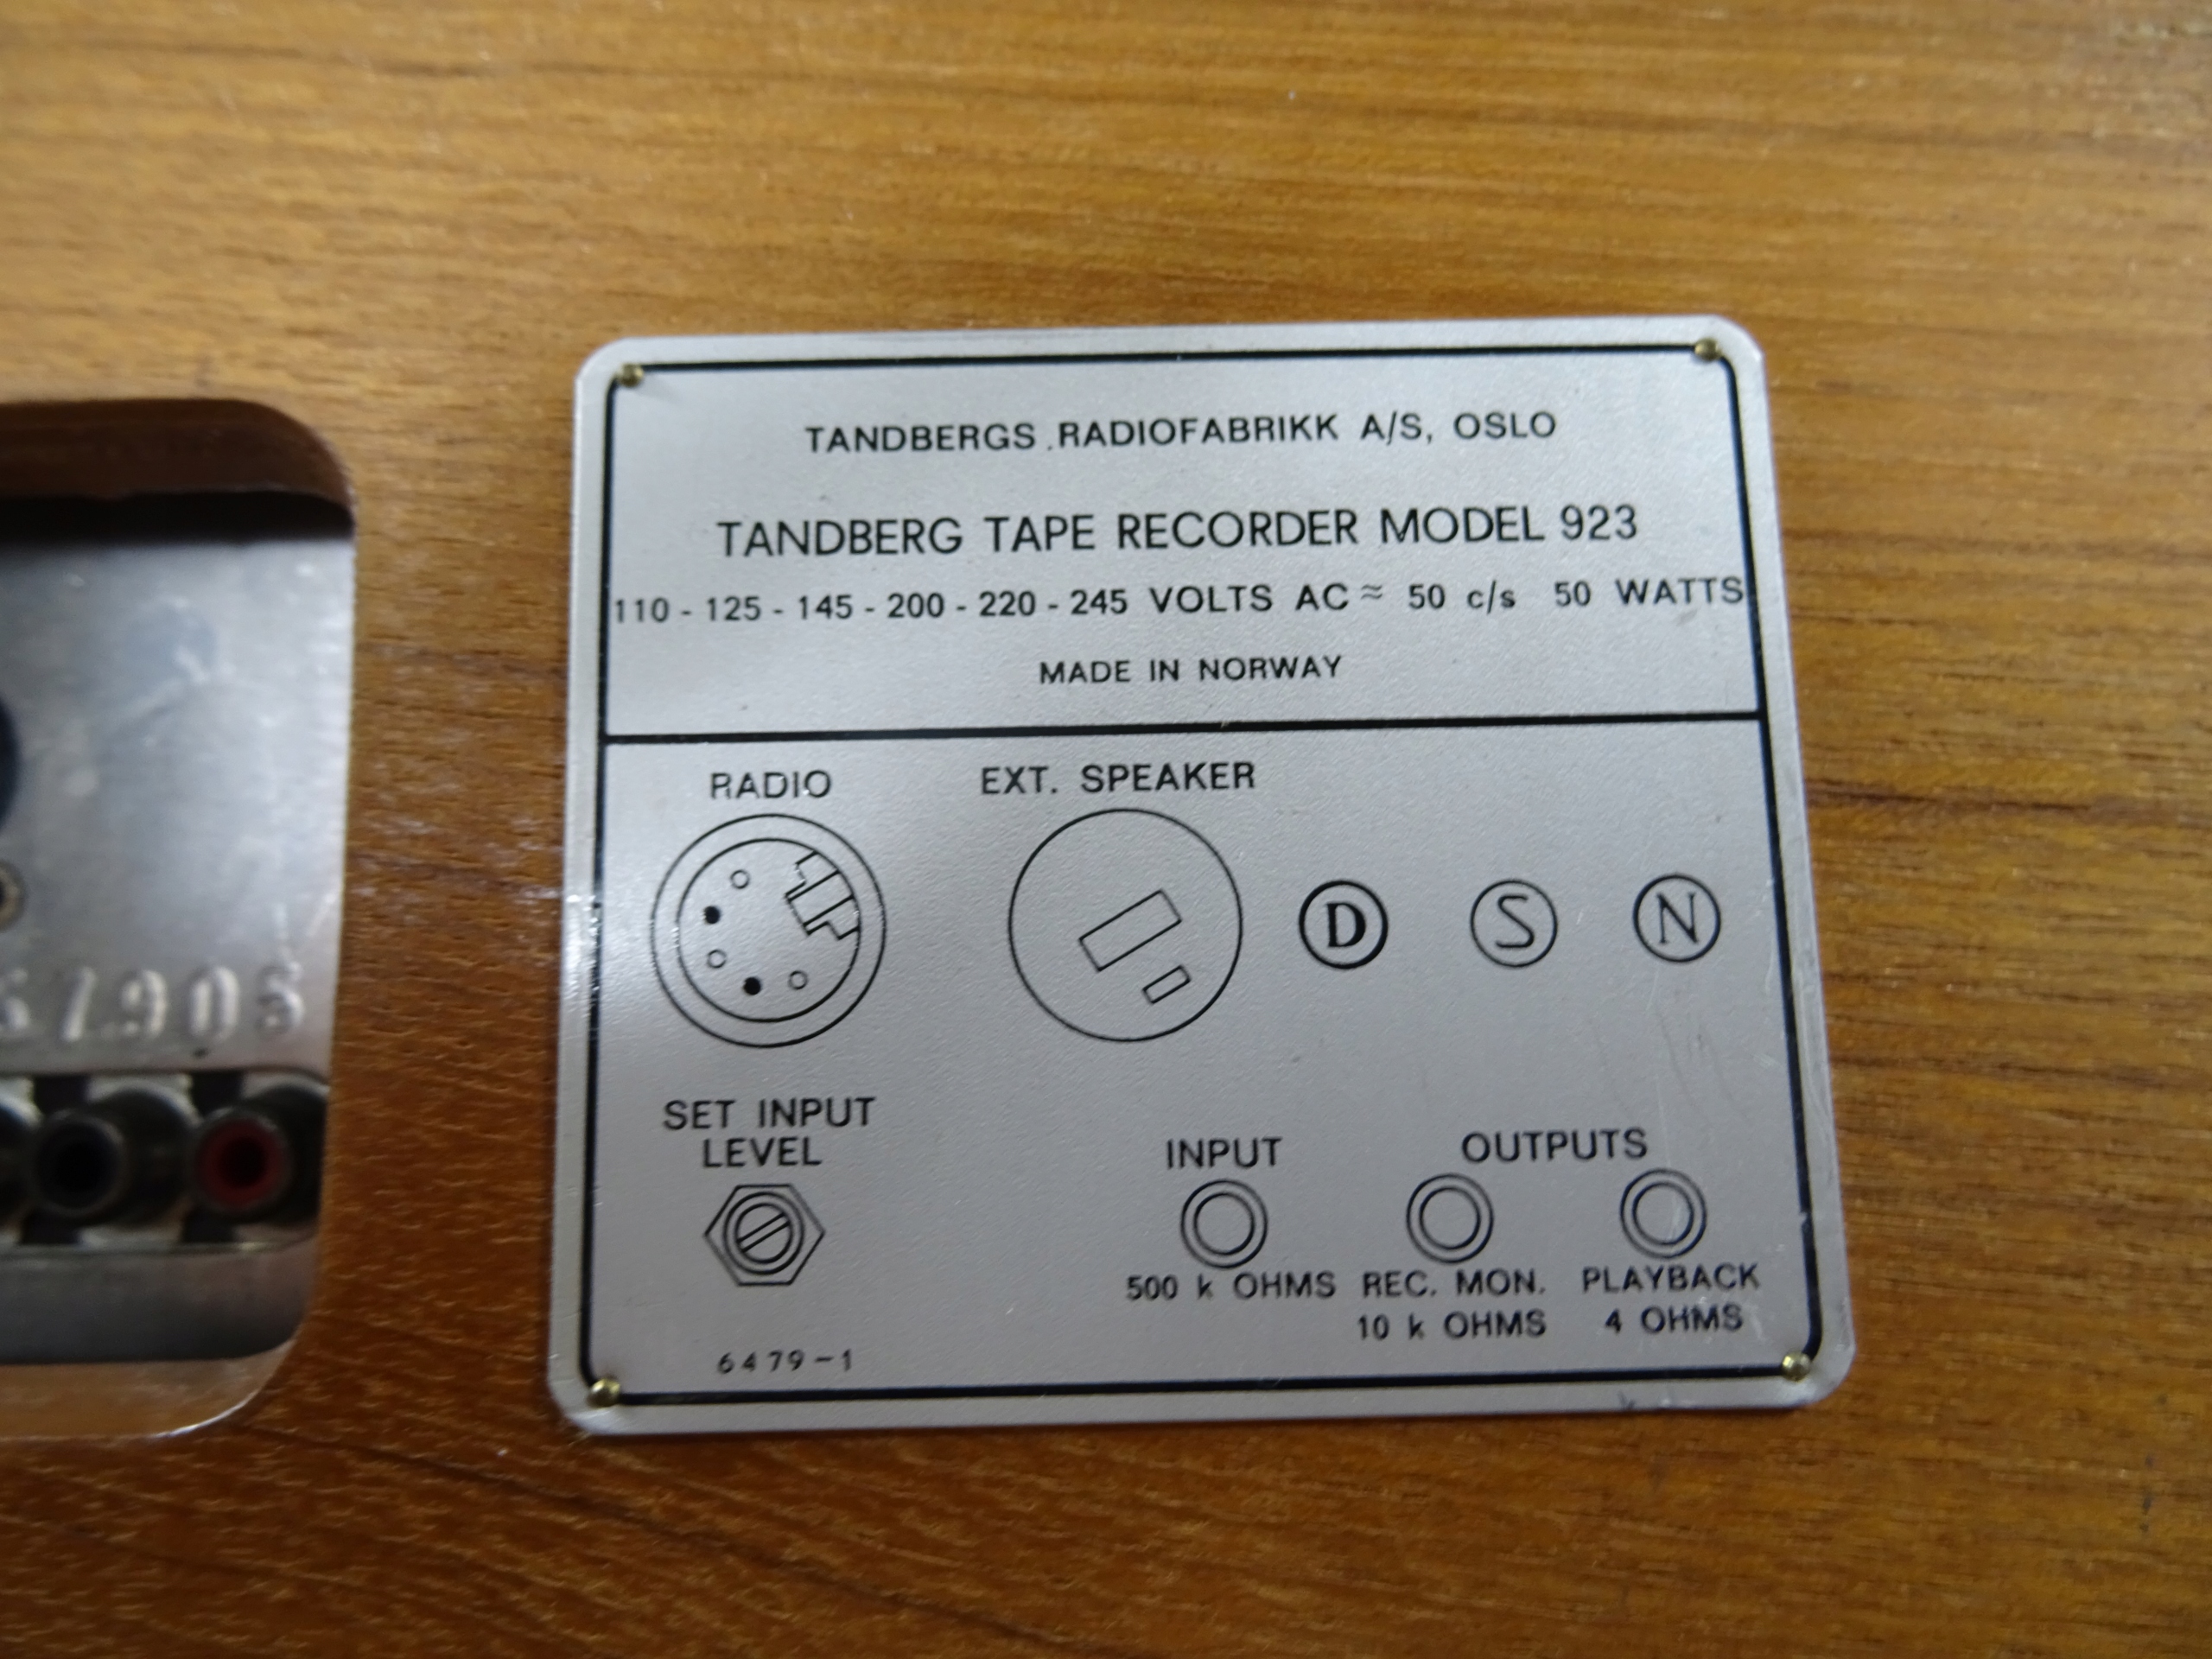 TANDBERGS RADIOFABRIKK A/S, OSLO
TANDBERG TAPE RECORDER MODEL 923
110 - 125 - 145 - 200 - 220 - 245 VOLTS AC ≈ 50 c/s 50 WATTS
MADE IN NORWAY
RADIO
EXT. SPEAKER
D S N
SET INPUT
LEVEL
INPUT
OUTPUTS
500 k OHMS
REC. MON.
10 k OHMS
PLAYBACK
4 OHMS
6479-1